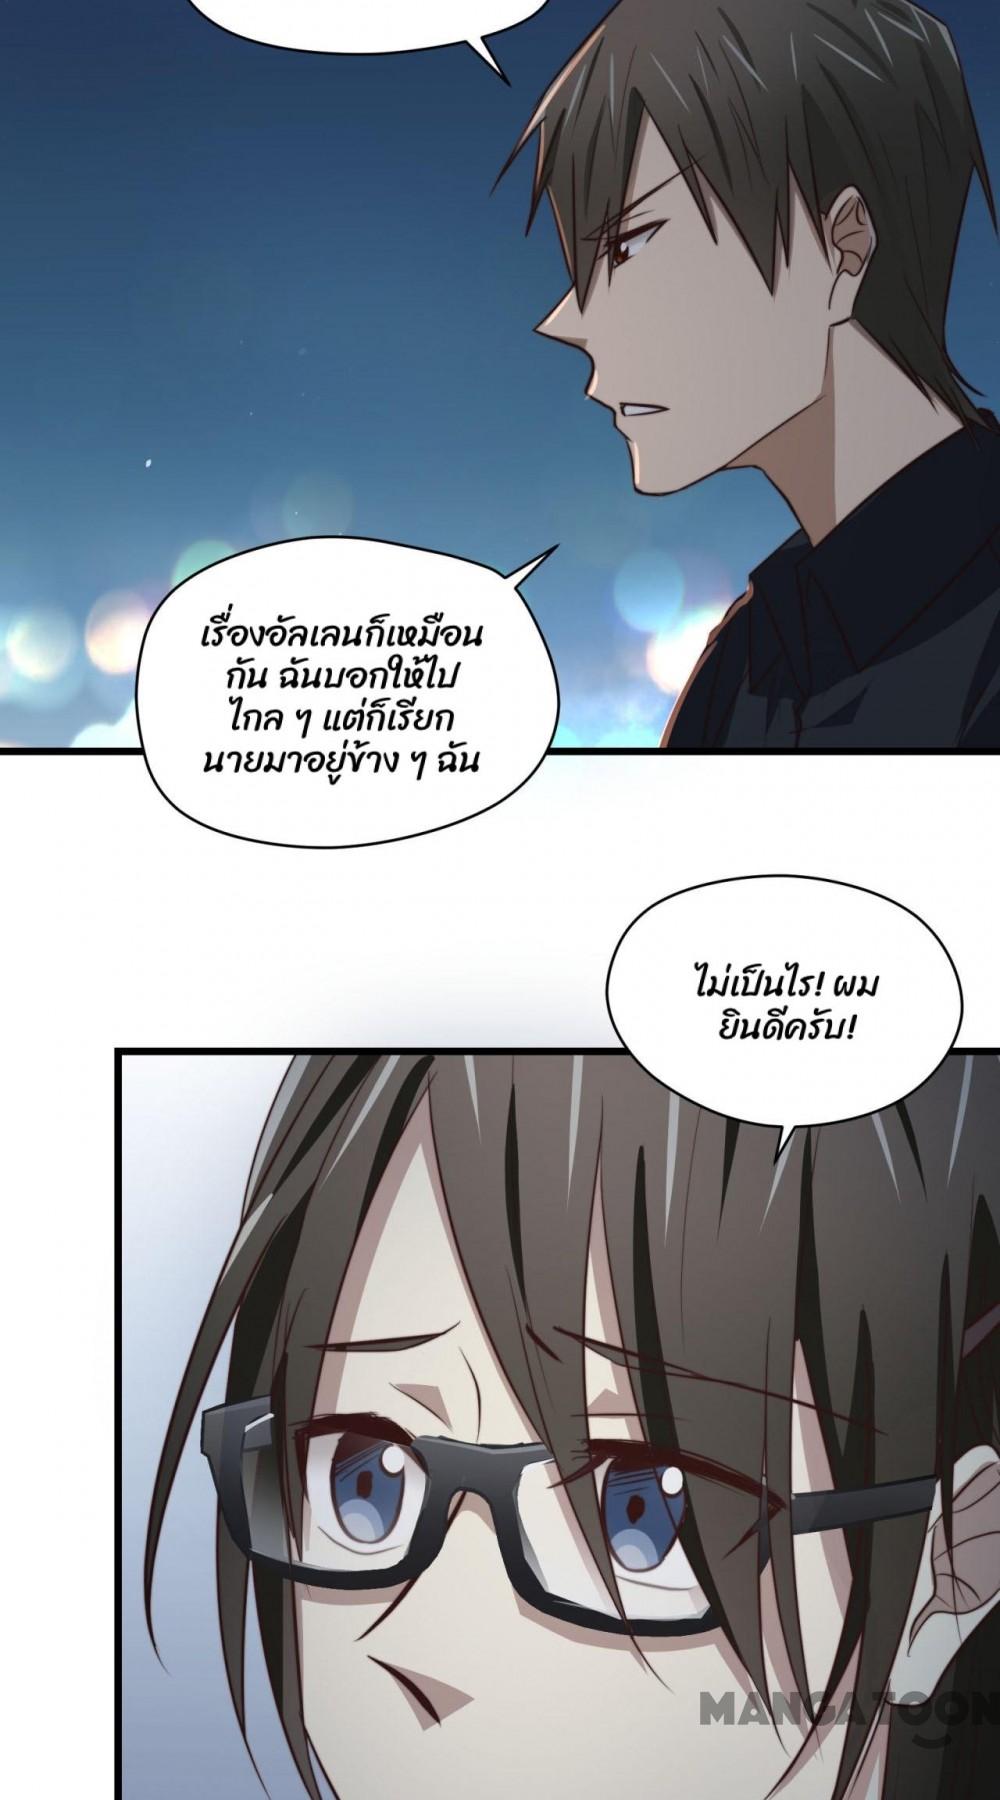 เรื่องอัลเลนก็เหมือน
กัน ฉันบอกให้ไป
ไกล ๆ แต่ก็เรียก
นายมาอยู่ข้าง ๆ ฉัน
ไม่เป็นไร! ผม
ยินดีครับ!
MANGATOON